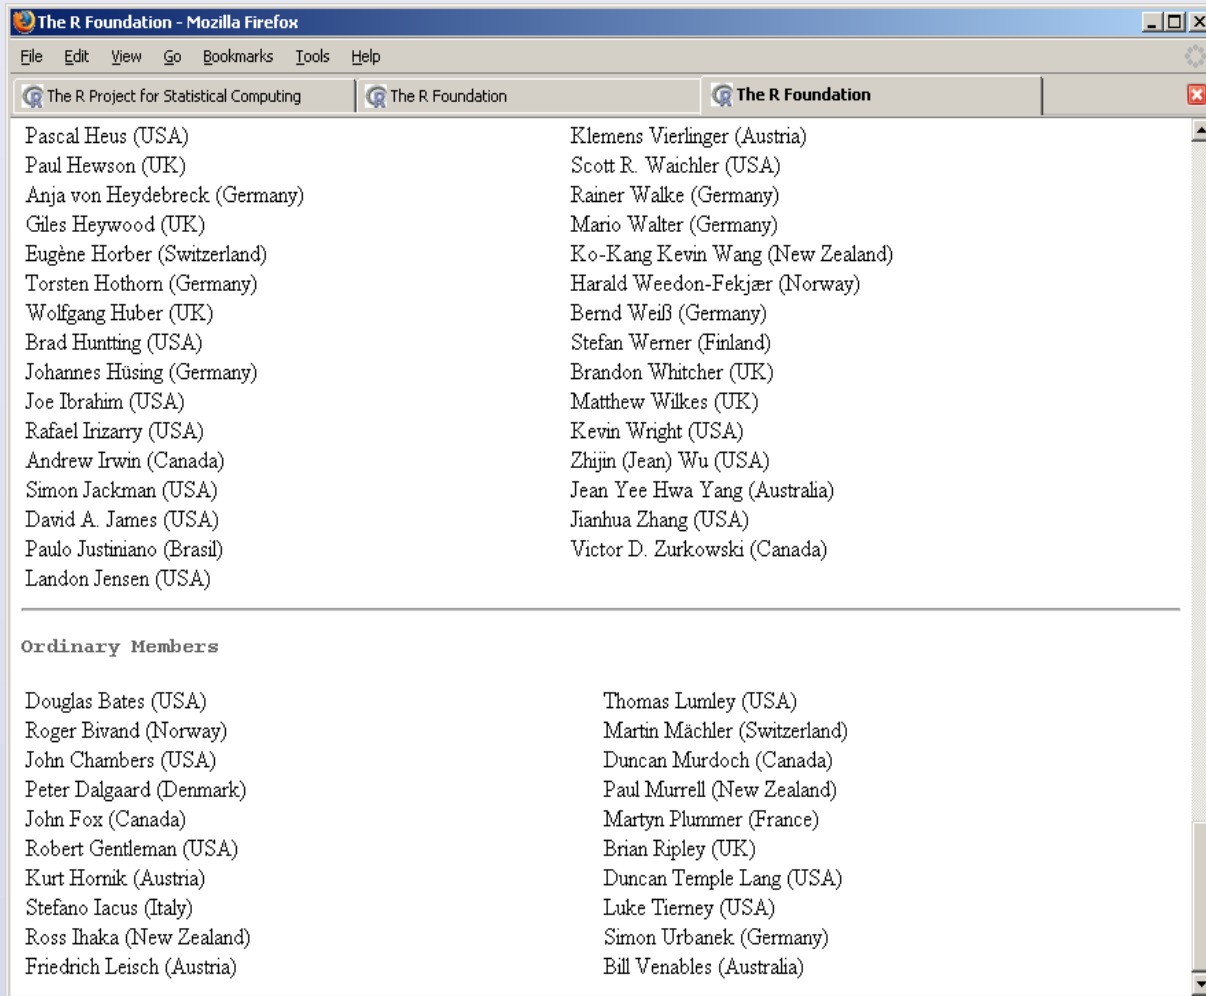 The R Foundation - Mozilla Firefox
File Edit View Go Bookmarks Tools Help
The R Project for Statistical Computing
The R Foundation
The R Foundation
Pascal Heus (USA)
Paul Hewson (UK)
Anja von Heydebreck (Germany)
Giles Heywood (UK)
Eugène Horber (Switzerland)
Torsten Hothorn (Germany)
Wolfgang Huber (UK)
Brad Huntting (USA)
Johannes Hüsing (Germany)
Joe Ibrahim (USA)
Rafael Irizarry (USA)
Andrew Irwin (Canada)
Simon Jackman (USA)
David A. James (USA)
Paulo Justiniano (Brasil)
Landon Jensen (USA)
Klemens Vierlinger (Austria)
Scott R. Waichler (USA)
Rainer Walke (Germany)
Mario Walter (Germany)
Ko-Kang Kevin Wang (New Zealand)
Harald Weedon-Fekjær (Norway)
Bernd Weiß (Germany)
Stefan Werner (Finland)
Brandon Whitcher (UK)
Matthew Wilkes (UK)
Kevin Wright (USA)
Zhijin (Jean) Wu (USA)
Jean Yee Hwa Yang (Australia)
Jianhua Zhang (USA)
Victor D. Zurkowski (Canada)
Ordinary Members
Douglas Bates (USA)
Roger Bivand (Norway)
John Chambers (USA)
Peter Dalgaard (Denmark)
John Fox (Canada)
Robert Gentleman (USA)
Kurt Hornik (Austria)
Stefano Iacus (Italy)
Ross Ihaka (New Zealand)
Friedrich Leisch (Austria)
Thomas Lumley (USA)
Martin Mächler (Switzerland)
Duncan Murdoch (Canada)
Paul Murrell (New Zealand)
Martyn Plummer (France)
Brian Ripley (UK)
Duncan Temple Lang (USA)
Luke Tierney (USA)
Simon Urbanek (Germany)
Bill Venables (Australia)